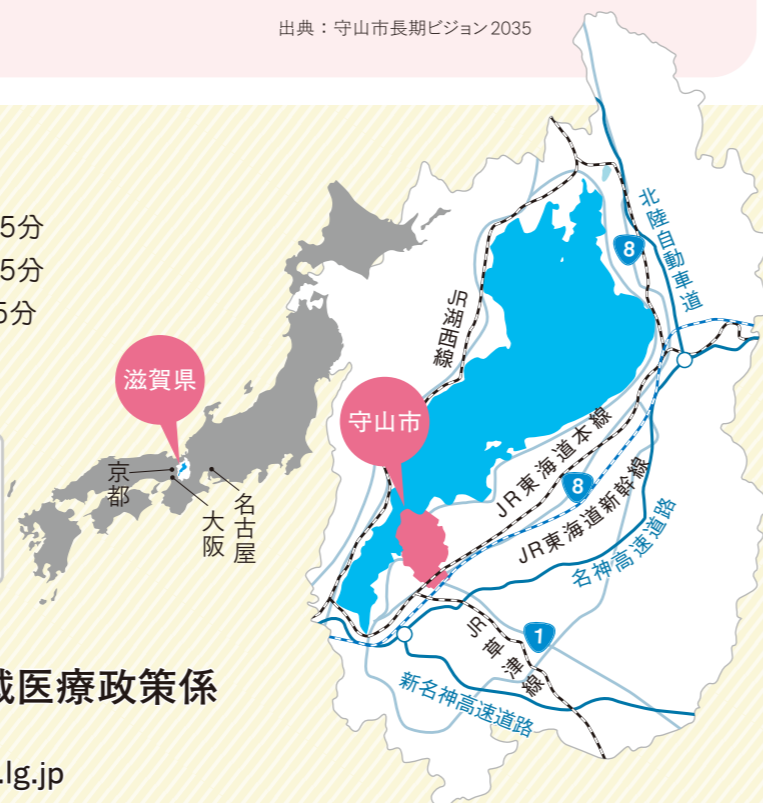 出典：守山市長期ビジョン2035
5分
5分
5分
滋賀県
京都
大阪
名古屋
守山市
JR湖西線
8
北陸自動車道
JR東海道本線
8
JR東海道新幹線
名神高速道路
1
JR草津線
新名神高速道路
医療政策係
.lg.jp